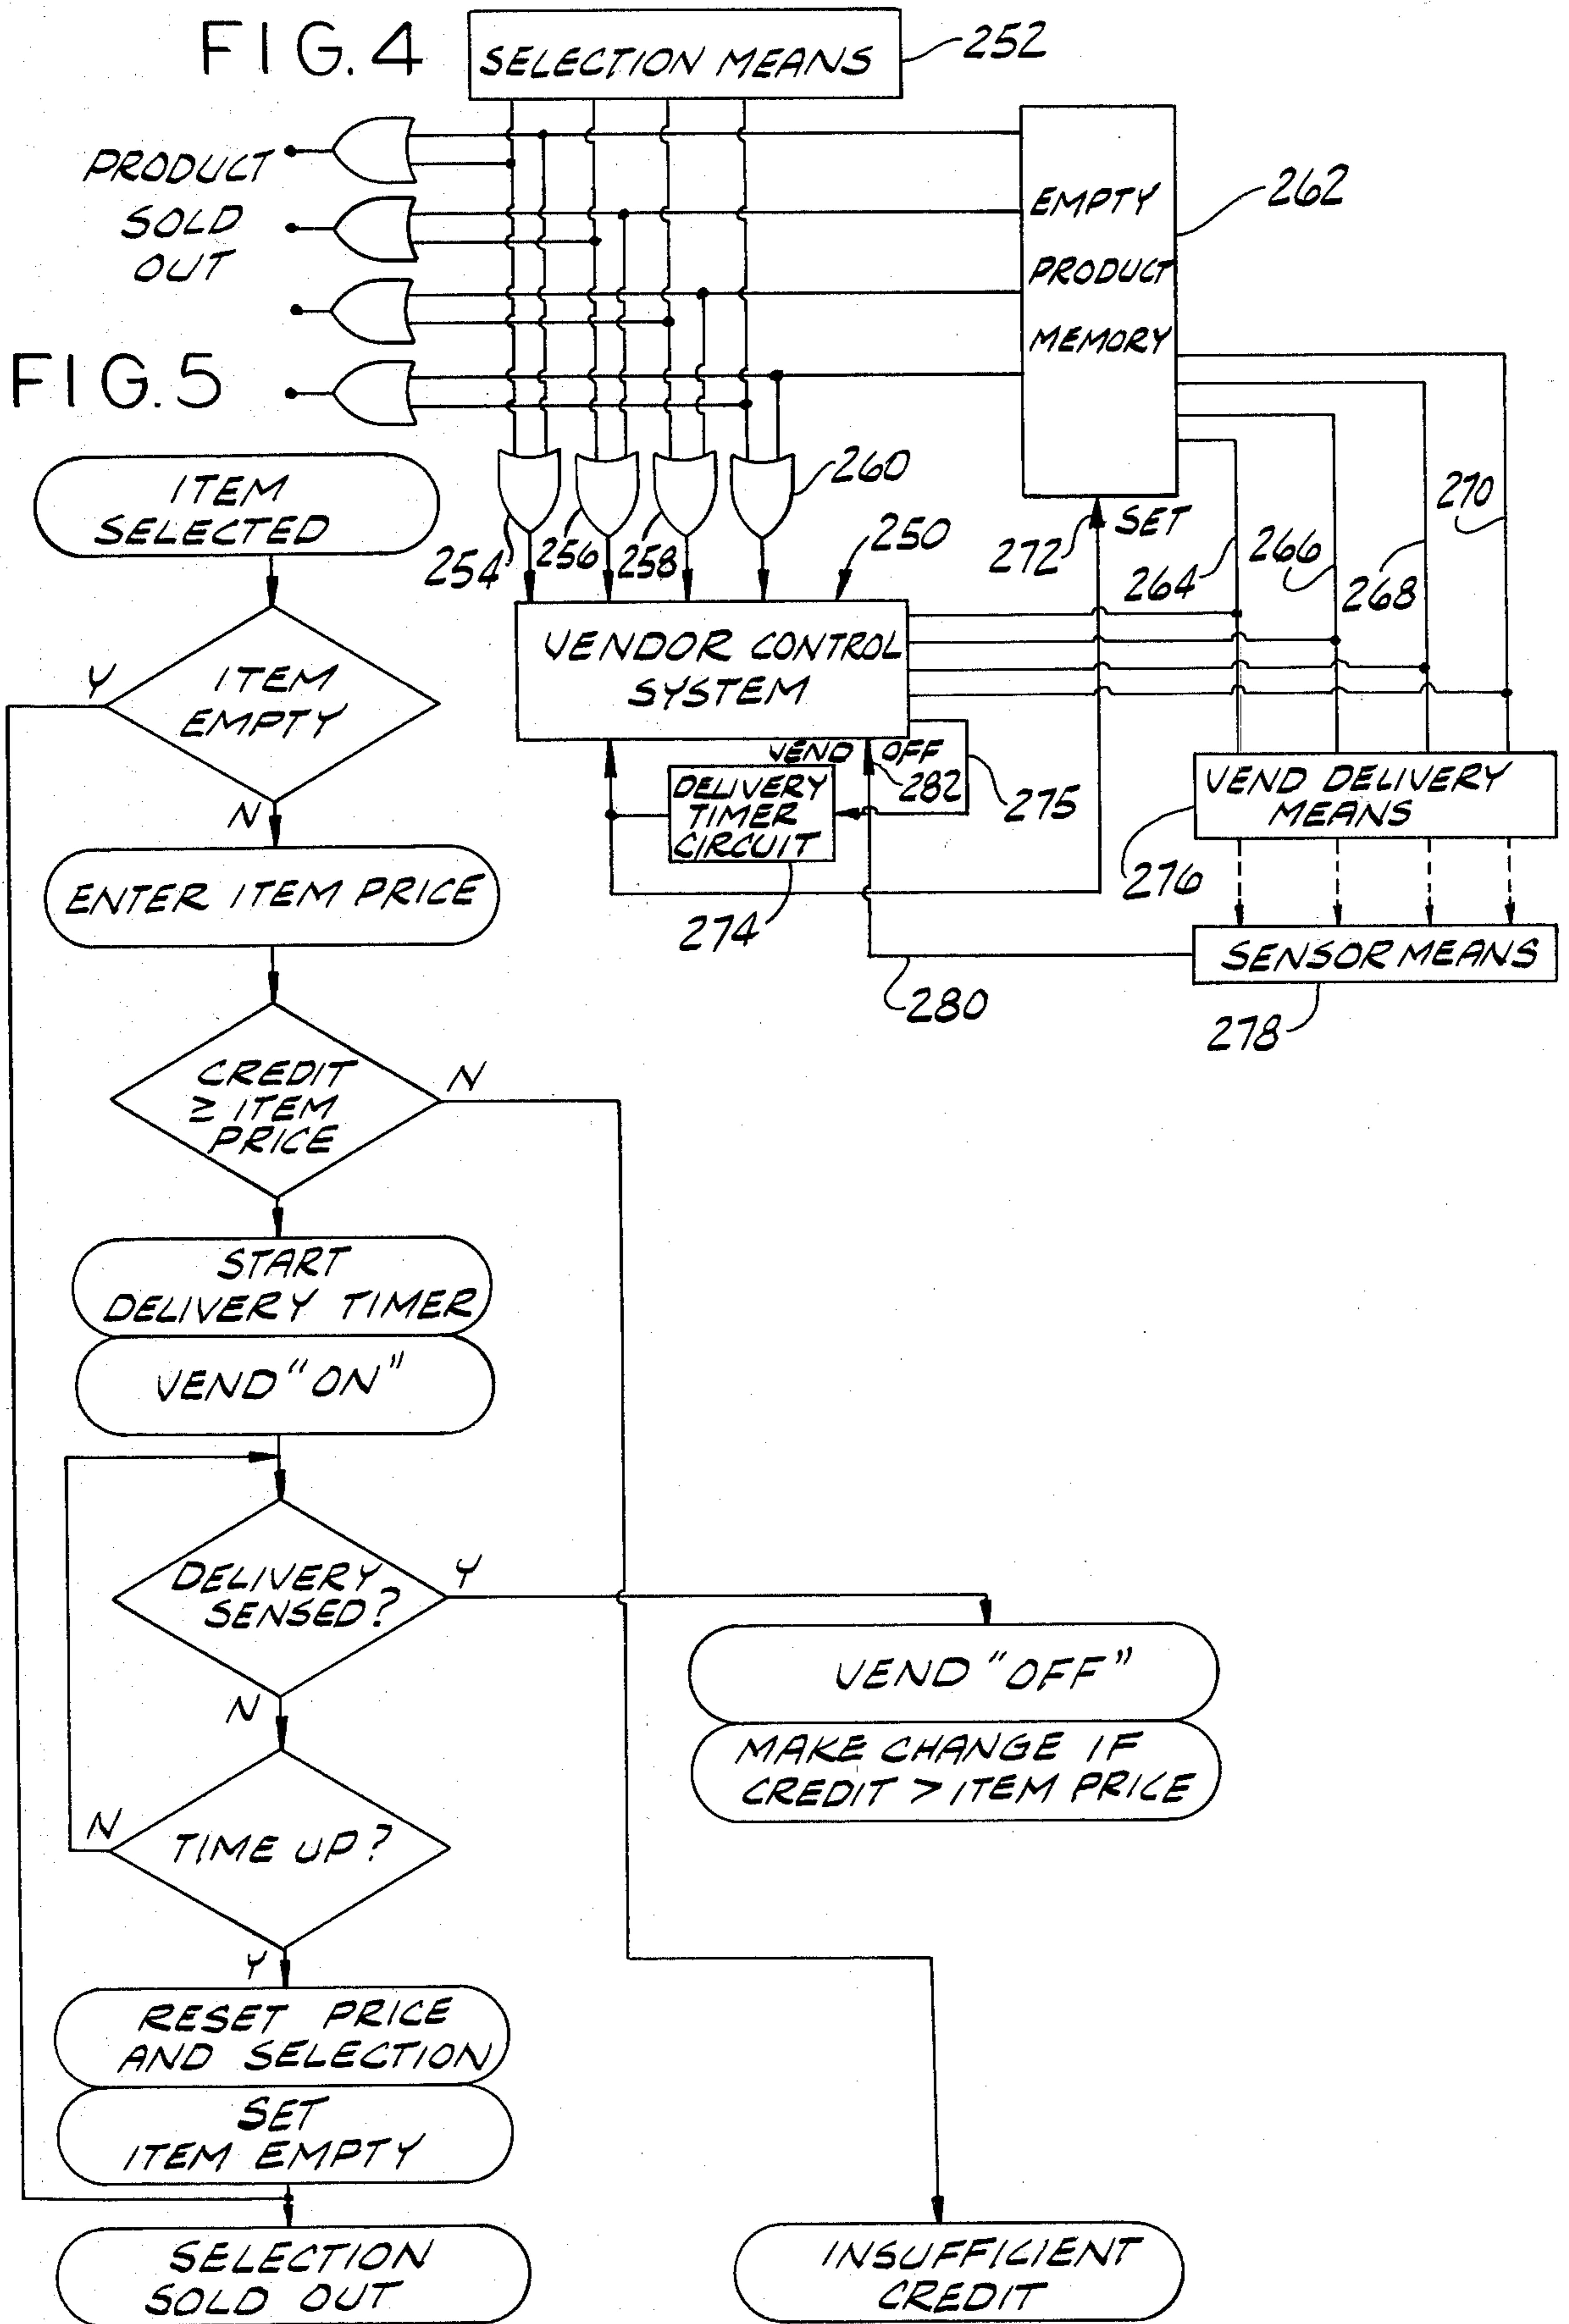 FIG.4
SELECTION MEANS
252
PRODUCT
SOLD
OUT
EMPTY
PRODUCT
MEMORY
262
254
256
258
260
250
272
SET
264
266
268
270
VENDOR CONTROL
SYSTEM
VEND OFF
282
275
DELIVERY
TIMER
CIRCUIT
274
VEND DELIVERY
MEANS
276
SENSOR MEANS
280
278
FIG.5
ITEM
SELECTED
ITEM
EMPTY
Y
N
ENTER ITEM PRICE
CREDIT
≥ ITEM
PRICE
N
START
DELIVERY TIMER
VEND "ON"
DELIVERY
SENSED?
Y
N
VEND "OFF"
MAKE CHANGE IF
CREDIT > ITEM PRICE
TIME UP?
N
Y
RESET PRICE
AND SELECTION
SET
ITEM EMPTY
SELECTION
SOLD OUT
INSUFFICIENT
CREDIT